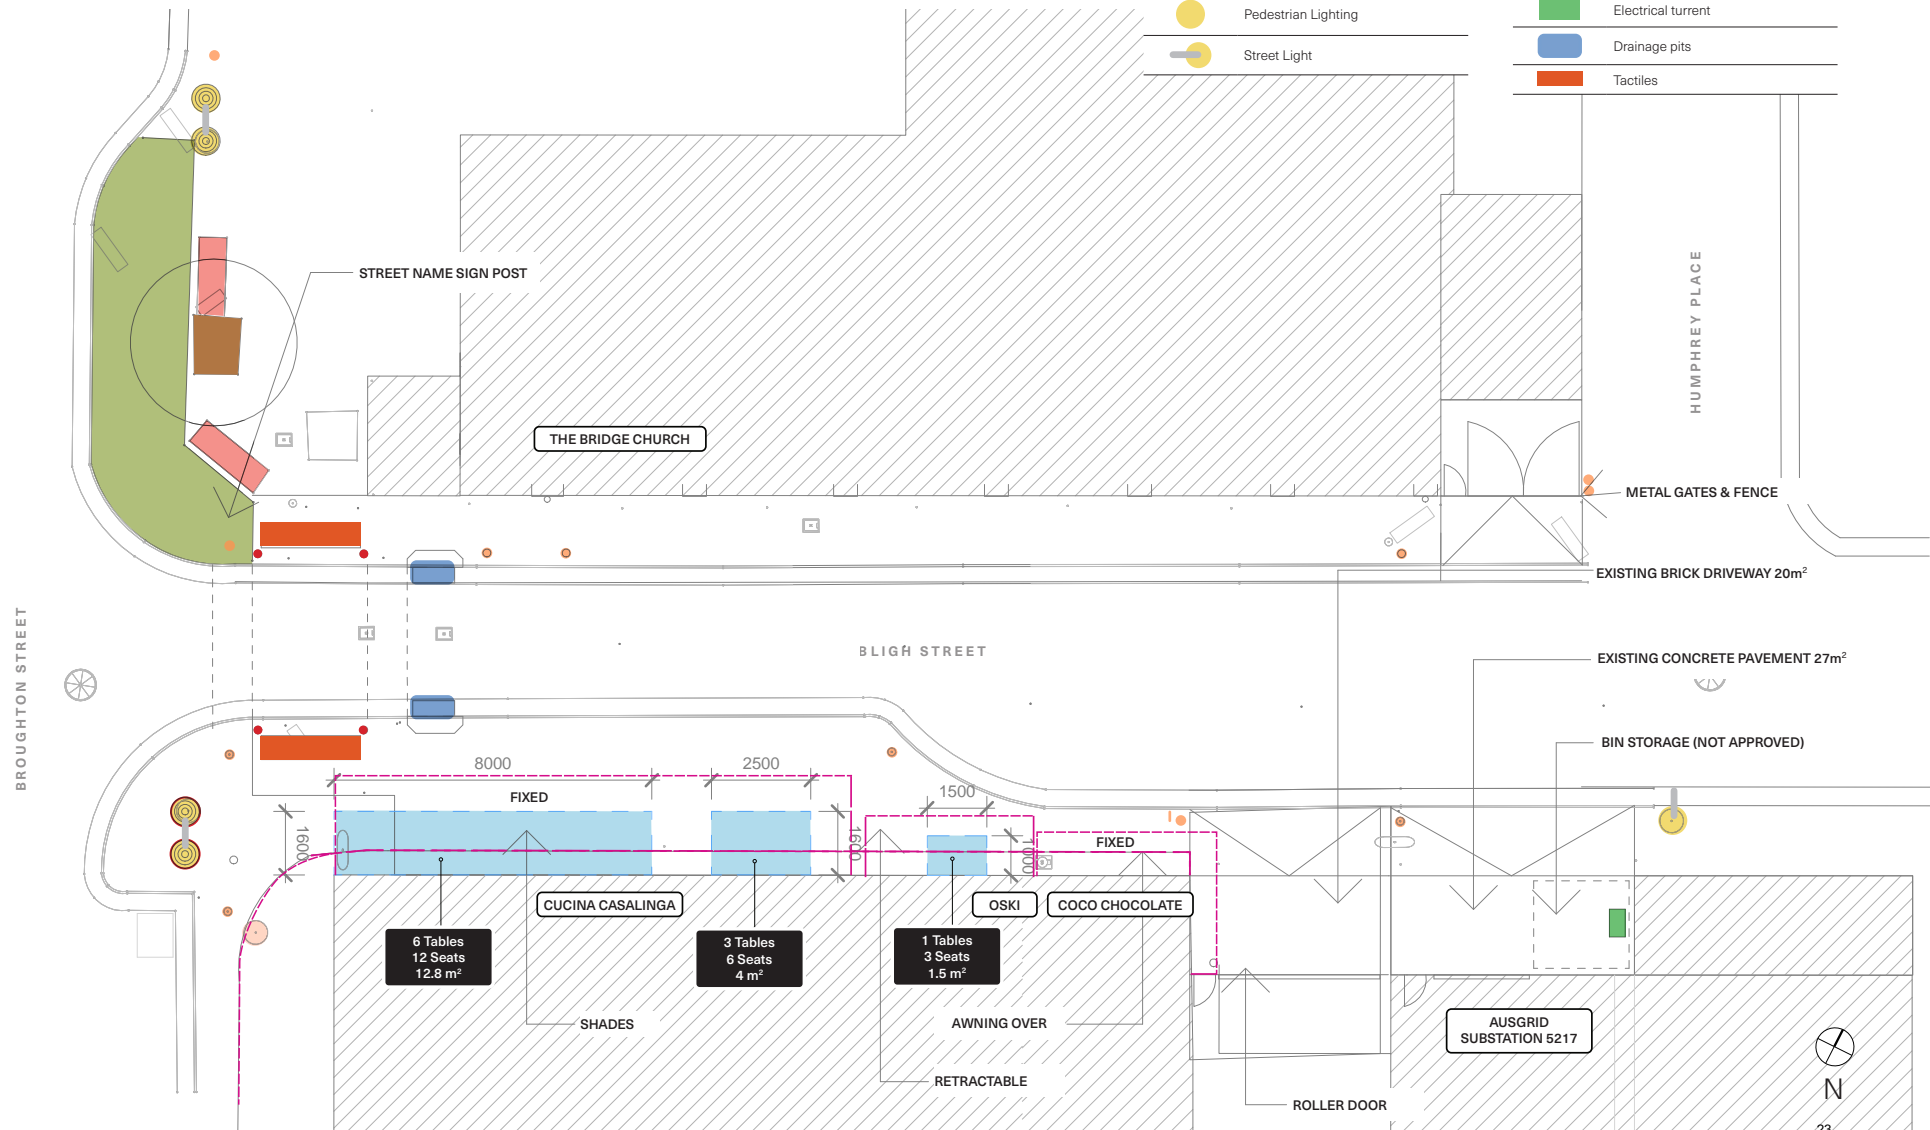 Pedestrian Lighting
Street Light
Electical turrent
Drainage pits
Tactiles
STREET NAME SIGN POST
HUMPHREY PLACE
THE BRIDGE CHURCH
METAL GATES & FENCE
EXISTING BRICK DRIVEWAY 20m²
BROUGHTON STREET
BLIGH STREET
EXISTING CONCRETE PAVEMENT 27m²
BIN STORAGE (NOT APPROVED)
8000
2500
1500
FIXED
1600
1600
1000
FIXED
CUCINA CASALINGA
OSKI
COCO CHOCOLATE
6 Tables
12 Seats
12.8 m²
3 Tables
6 Seats
4 m²
1 Tables
3 Seats
1.5 m²
SHADES
AWNING OVER
AUSGRID
SUBSTATION 5217
RETRACTABLE
ROLLER DOOR
N
23